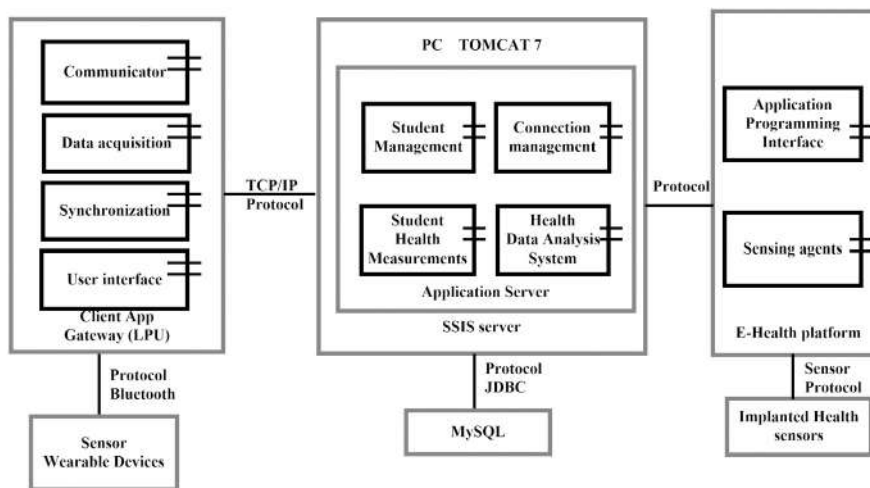 Communicator
Data acquisition
Synchronization
User interface
Client App
Gateway (LPU)
Protocol
Bluctooth
Sensor
Wearable Devices
TCP/IP
Protocol
PC TOMCAT 7
Student
Management
Connection
management
Student
Health
Measurements
Health
Data Analysis
System
Application Server
SSIS server
Protocol
JDBC
MySQL
Protocol
Application
Programming
Interface
Sensing agents
E-Health platform
Sensor
Protocol
Implanted Health
sensors